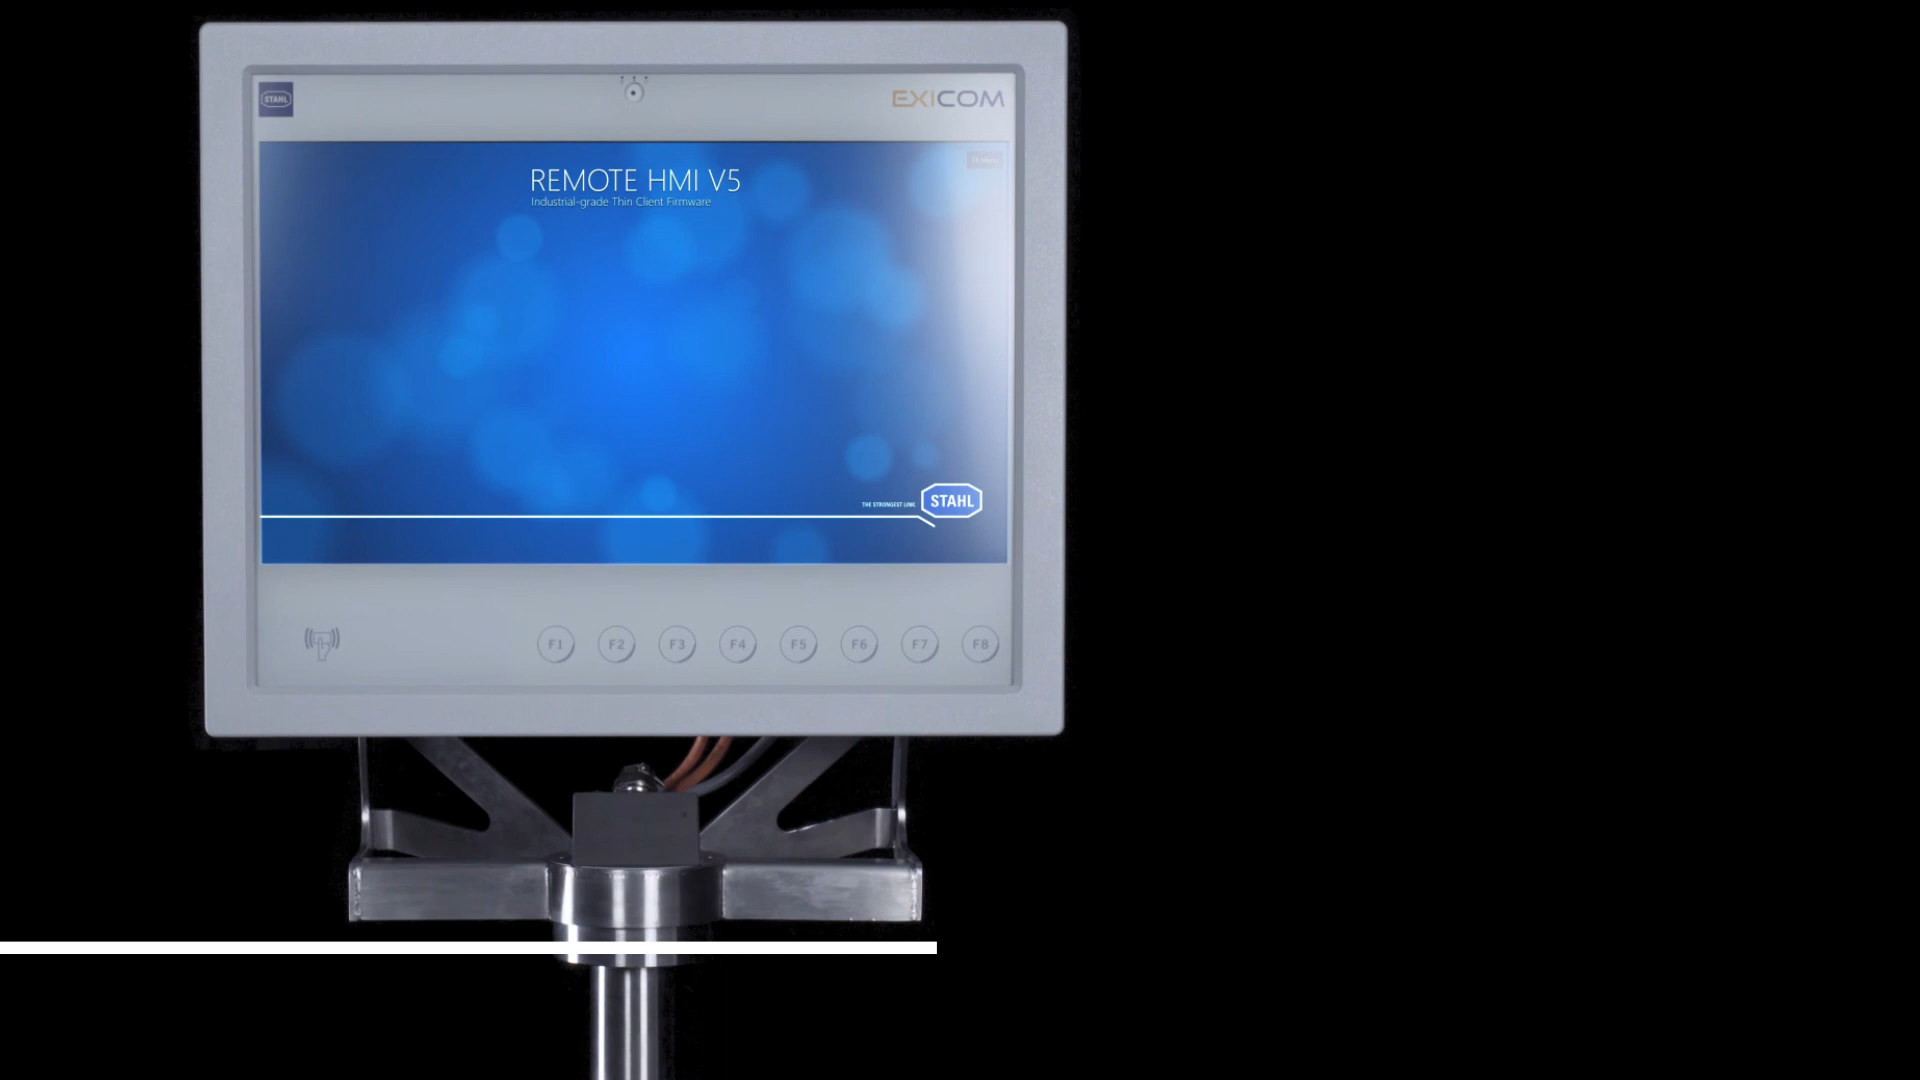 STAHL
EXICOM
REMOTE HMI V5
Industrial-grade Thin Client Firmware
THE STRONGEST LINK
STAHL
F1 F2 F3 F4 F5 F6 F7 F8